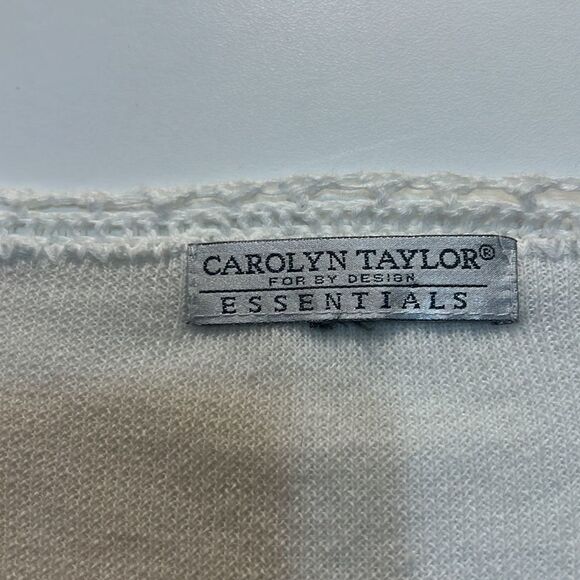 CAROLYN TAYLOR®
FOR BY DESIGN
ESSENTIALS